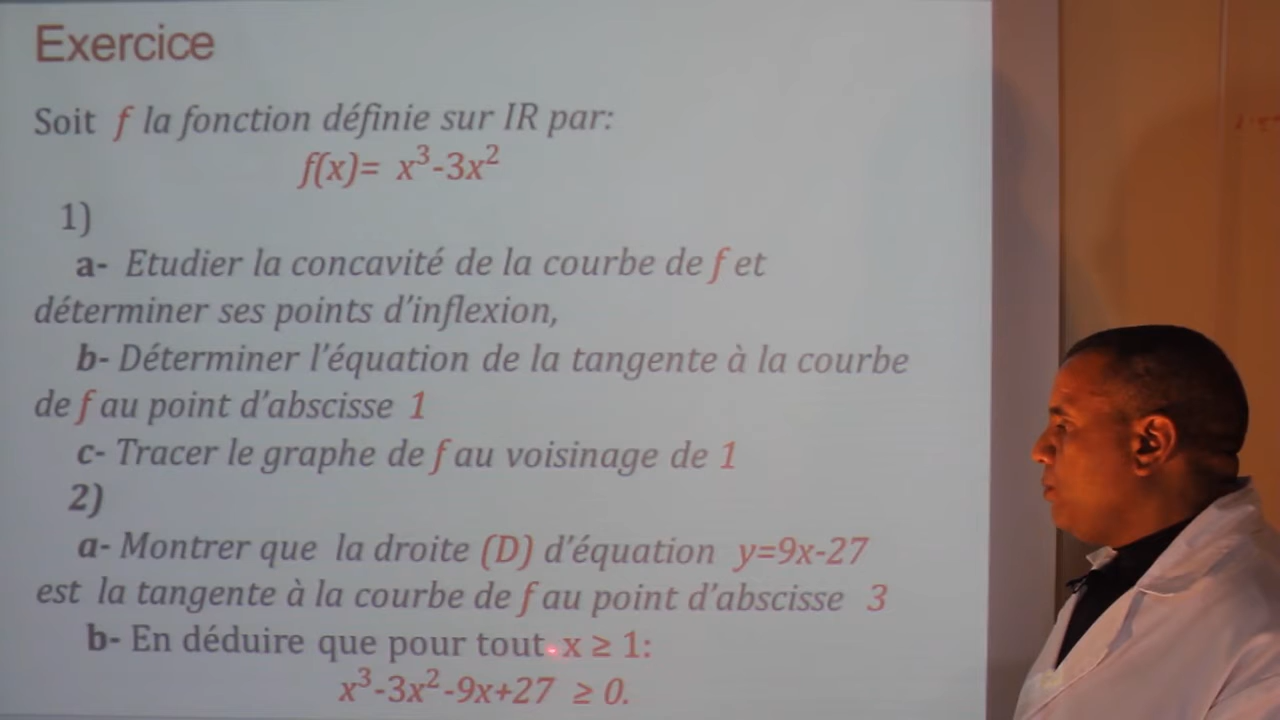 Exercice
Soit f la fonction définie sur IR par:
f(x)= x³-3x²
1)
a- Etudier la concavité de la courbe de f et
déterminer ses points d'inflexion,
b- Déterminer l'équation de la tangente à la courbe
de f au point d'abscisse 1
c- Tracer le graphe de f au voisinage de 1
2)
a- Montrer que la droite (D) d'équation y=9x-27
est la tangente à la courbe de f au point d'abscisse 3
b- En déduire que pour tout x ≥ 1:
x³-3x²-9x+27 ≥ 0.